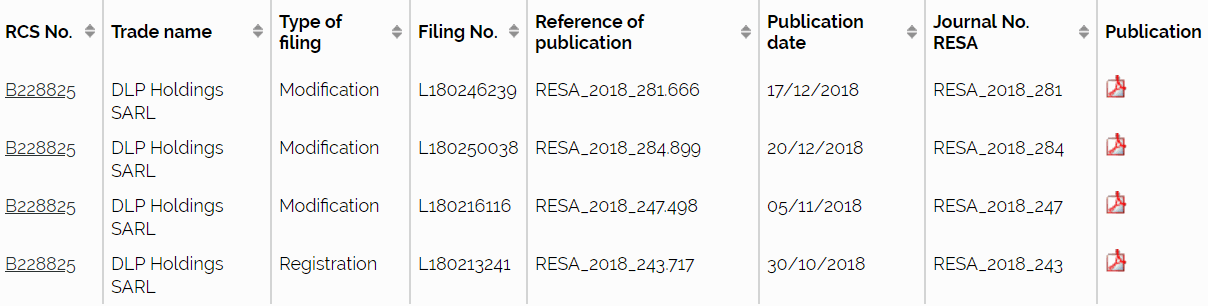 RCS No. Trade name Type of filing Filing No. Reference of publication Publication date Journal No. RESA Publication
B228825 DLP Holdings SARL Modification L180246239 RESA_2018_281.666 17/12/2018 RESA_2018_281
B228825 DLP Holdings SARL Modification L180250038 RESA_2018_284.899 20/12/2018 RESA_2018_284
B228825 DLP Holdings SARL Modification L180216116 RESA_2018_247.498 05/11/2018 RESA_2018_247
B228825 DLP Holdings SARL Registration L180213241 RESA_2018_243.717 30/10/2018 RESA_2018_243